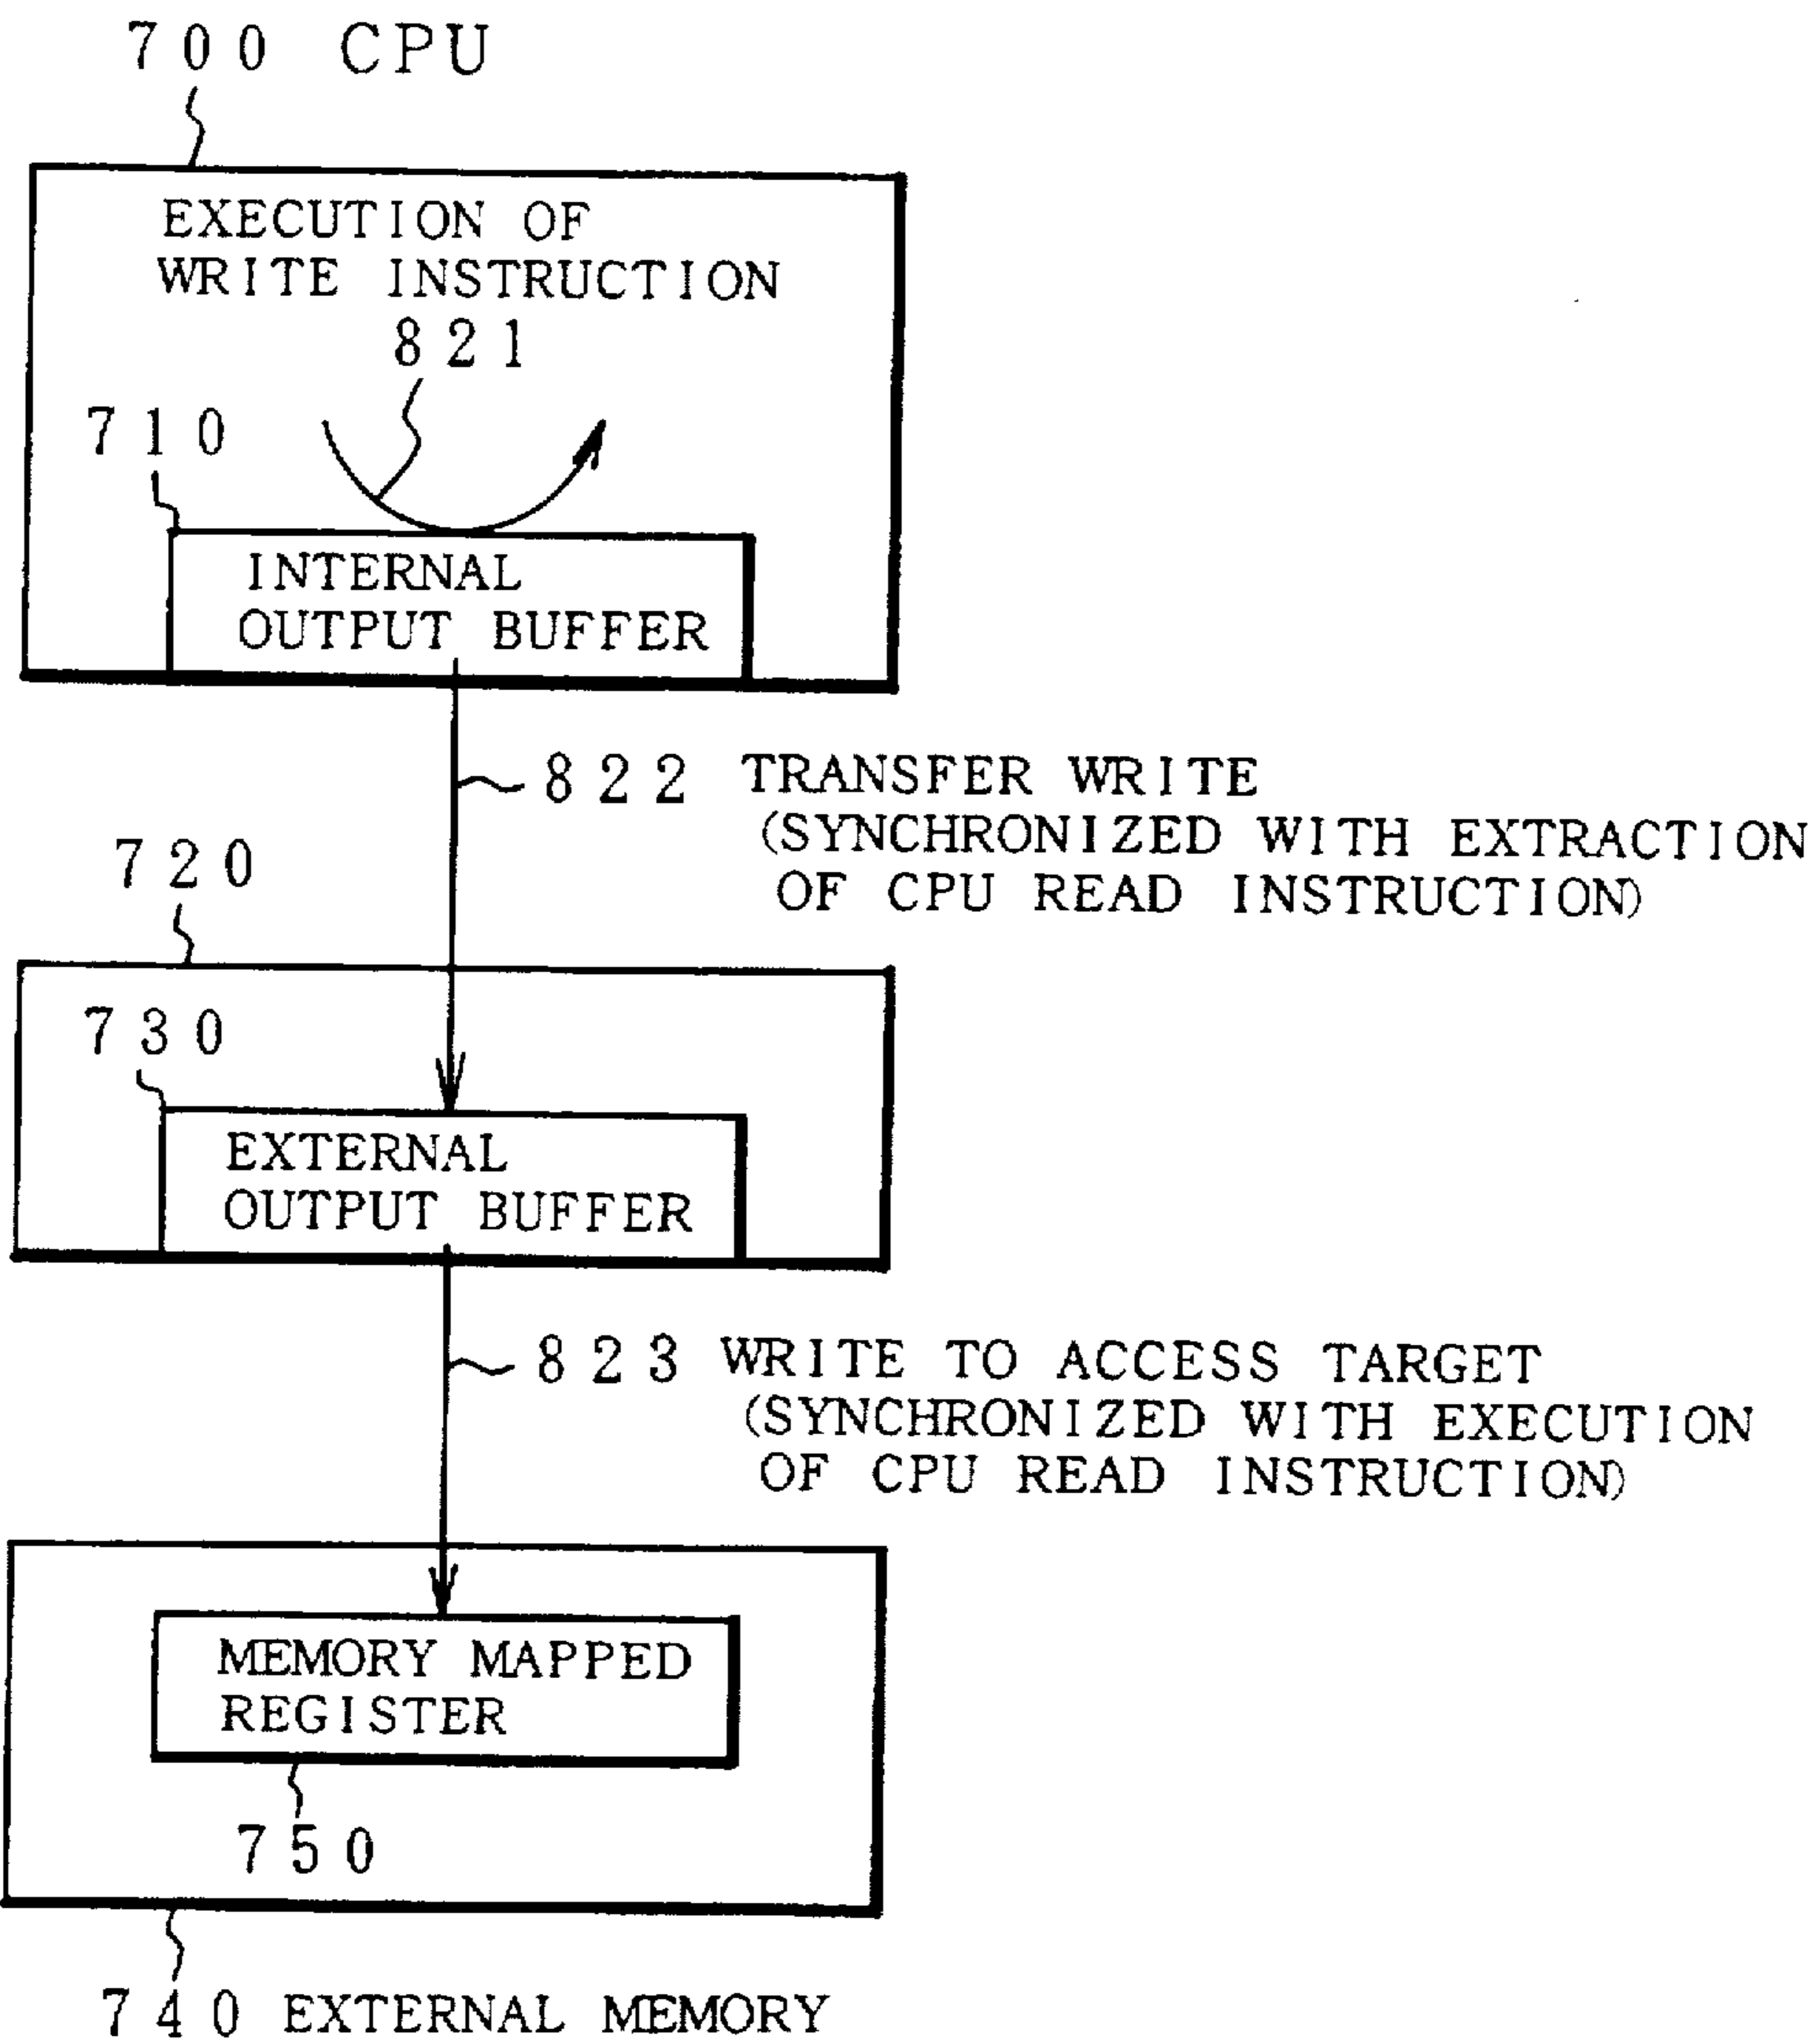 700 CPU
EXECUTION OF
WRITE INSTRUCTION
821
710
INTERNAL
OUTPUT BUFFER
822 TRANSFER WRITE
(SYNCHRONIZED WITH EXTRACTION
OF CPU READ INSTRUCTION)
720
730
EXTERNAL
OUTPUT BUFFER
823 WRITE TO ACCESS TARGET
(SYNCHRONIZED WITH EXECUTION
OF CPU READ INSTRUCTION)
MEMORY MAPPED
REGISTER
750
740 EXTERNAL MEMORY